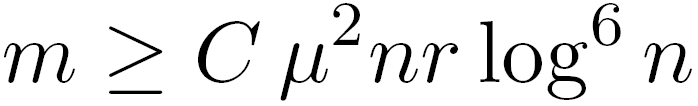 m ≥ C μ²nr log⁶ n